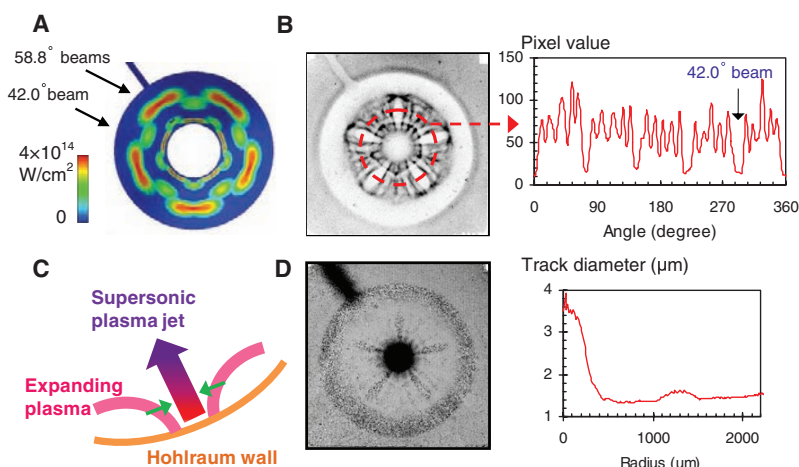 A
58.8° beams
42.0° beam
4×10¹⁴
W/cm²
0
B
Pixel value
150
100
50
0
42.0° beam
0
90
180
270
360
Angle (degree)
C
Supersonic
plasma jet
Expanding
plasma
Hohlraum wall
D
Track diameter (µm)
4
3
2
1
0
1000
2000
Radius (µm)